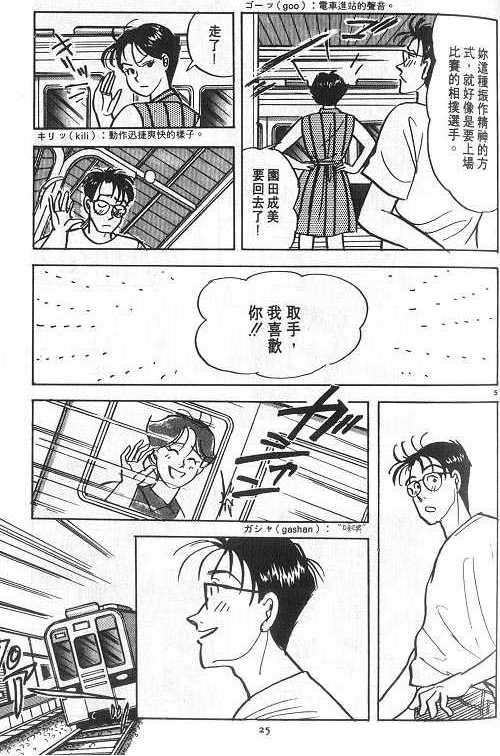 ゴーッ(goo)：電車進站的聲音。
妳這種振作精神的方
式，就好像是要上場
比賽的相撲選手。
園田成美
要回去了！
走了！
キリッ(kili)：動作迅捷爽快的樣子。
取手，
我喜歡
你!!
5
ガシャ(gashan)：
25